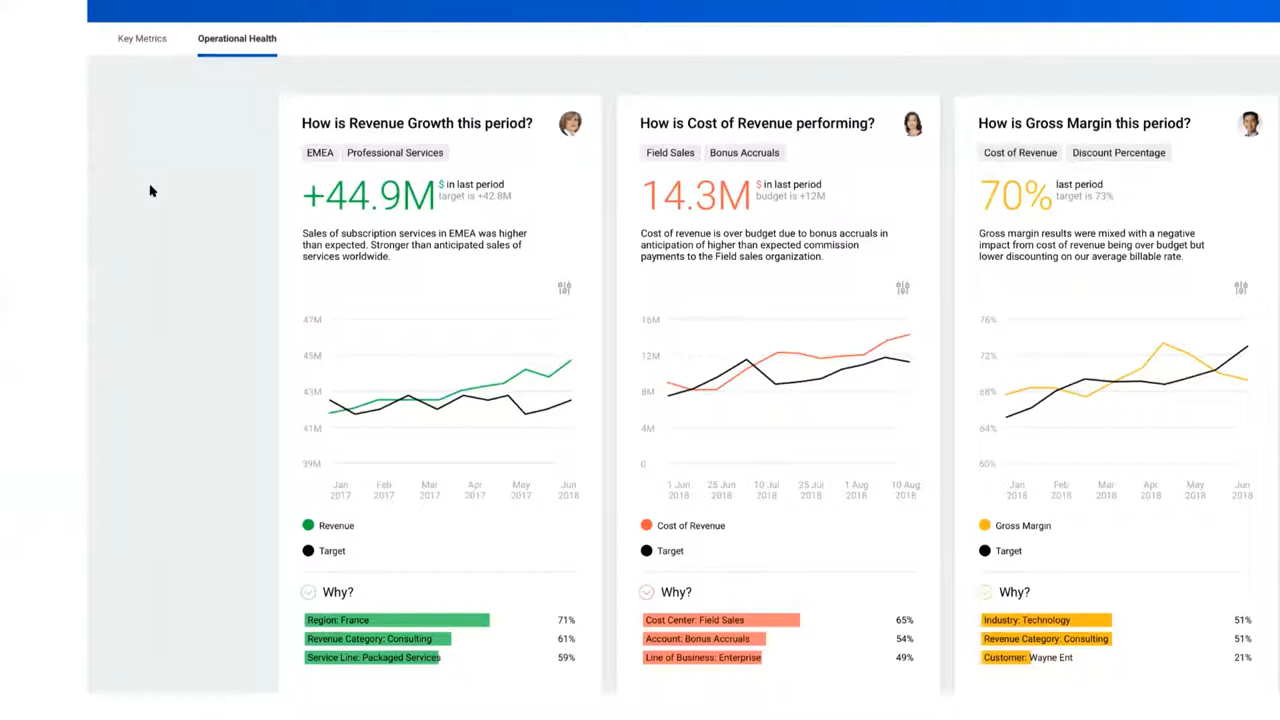 Key Metrics
Operational Health
How is Revenue Growth this period?
EMEA
Professional Services
+44.9M
$ in last period
target is +42.8M
Sales of subscription services in EMEA was higher
than expected. Stronger than anticipated sales of
services worldwide.
47M
45M
43M
41M
39M
Jan Feb Mar Apr May Jun
2017 2017 2017 2017 2017 2018
Revenue
Target
Why?
Region: France 71%
Revenue Category: Consulting 61%
Service Line: Packaged Services 59%
How is Cost of Revenue performing?
Field Sales
Bonus Accruals
14.3M
$ in last period
budget is +12M
Cost of revenue is over budget due to bonus accruals in
anticipation of higher than expected commission
payments to the Field sales organization.
16M
12M
8M
4M
0
1 Jun 25 Jun 10 Jul 25 Jul 1 Aug 10 Aug
2018 2018 2018 2018 2018 2018
Cost of Revenue
Target
Why?
Cost Center: Field Sales 65%
Account: Bonus Accruals 54%
Line of Business: Enterprise 49%
How is Gross Margin this period?
Cost of Revenue
Discount Percentage
70%
last period
target is 73%
Gross margin results were mixed with a negative
impact from cost of revenue being over budget but
lower discounting on our average billable rate.
76%
72%
68%
64%
60%
Jan Feb Mar Apr May Jun
2018 2018 2018 2018 2018 2018
Gross Margin
Target
Why?
Industry: Technology 51%
Revenue Category: Consulting 51%
Customer: Wayne Ent 21%